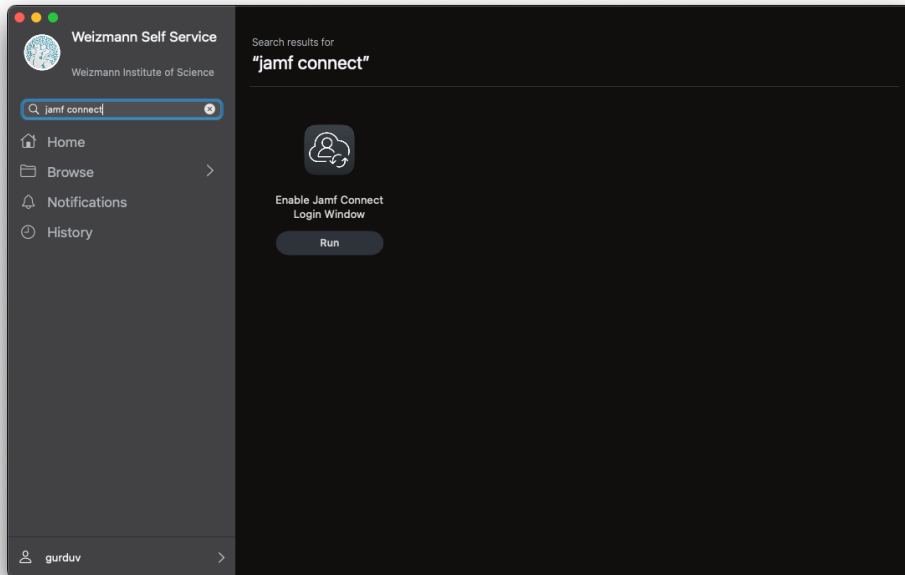 Weizmann Self Service
Weizmann Institute of Science
jamf connect
Home
Browse
Notifications
History
gurduv
Search results for
“jamf connect”
Enable Jamf Connect
Login Window
Run